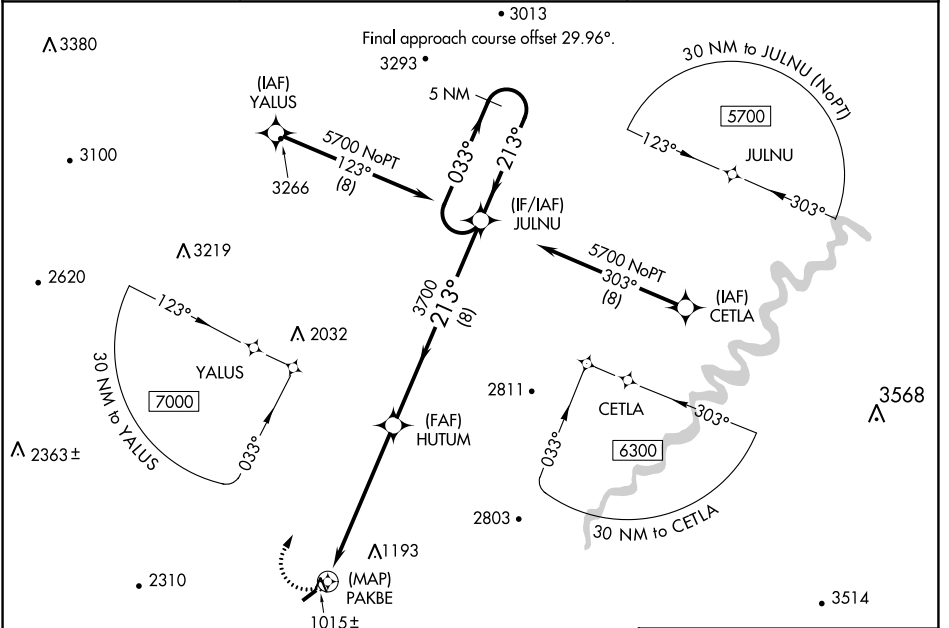 3013
3380
Final approach course offset 29.96°.
3293
(IAF)
YALUS
5 NM
30 NM to JULNU (NoPT)
5700
123°
JULNU
303°
3100
3266
5700 NoPT
123°
(8)
033°
213°
(IF/IAF)
JULNU
3219
2620
5700 NoPT
303°
(8)
(IAF)
CETLA
3700
213°
(8)
123°
2032
YALUS
7000
30 NM to YALUS
033°
2811
CETLA
303°
033°
6300
30 NM to CETLA
3568
(FAF)
HUTUM
2363±
2803
1193
(MAP)
PAKBE
2310
1015±
3514